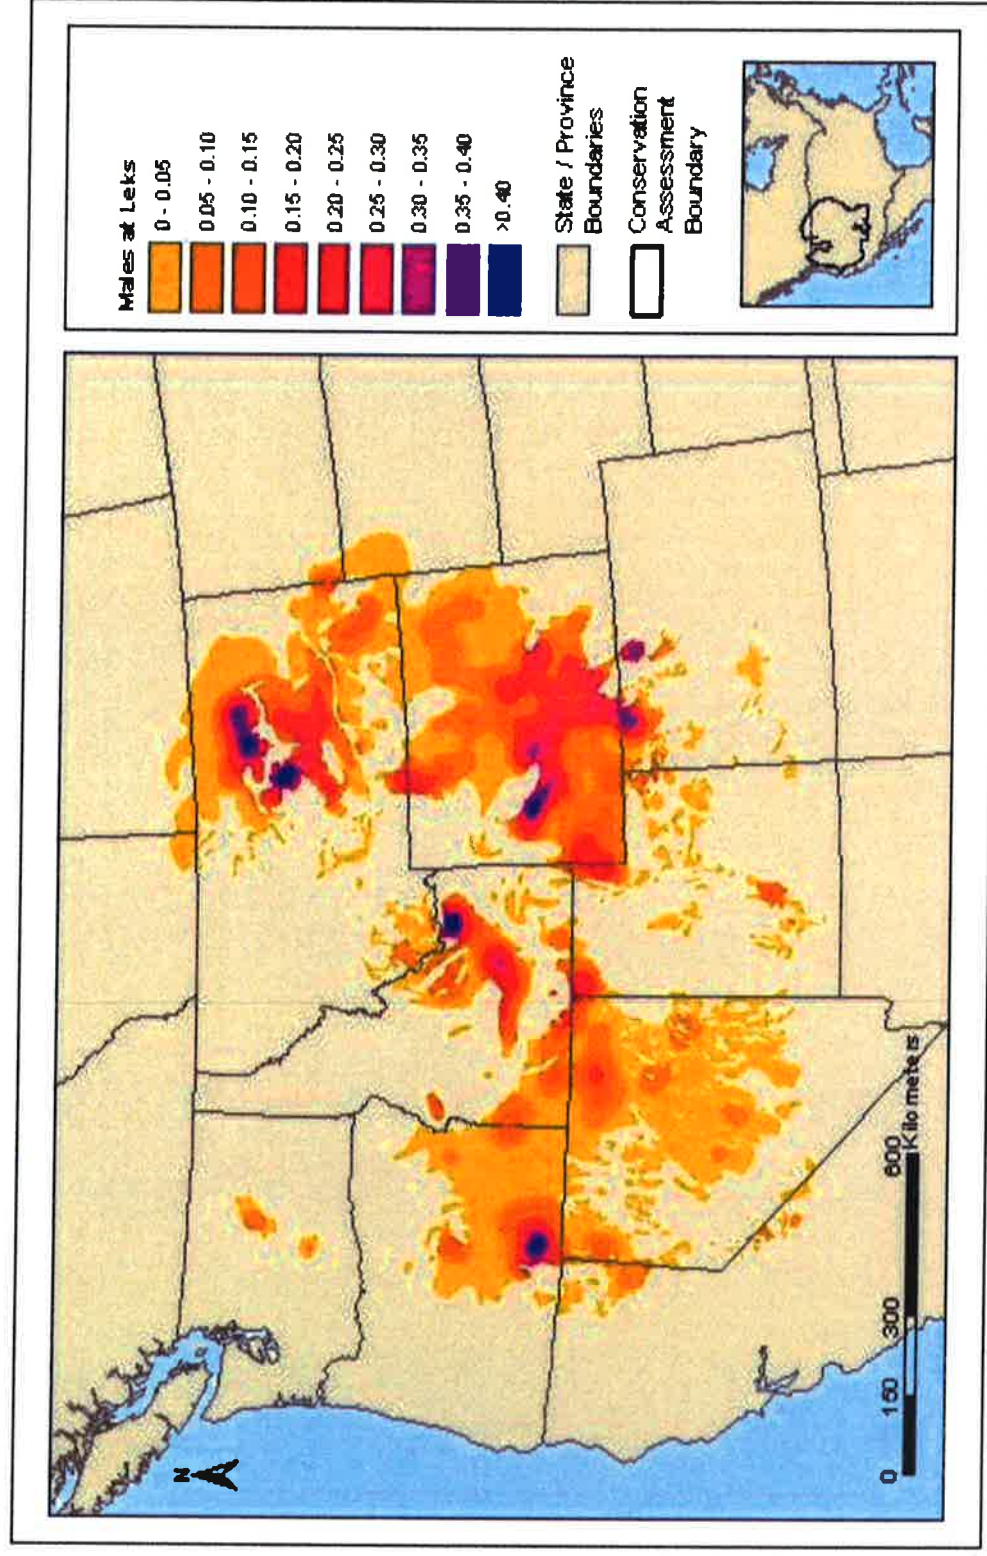 Males at Leks
0 - 0.05
0.05 - 0.10
0.10 - 0.15
0.15 - 0.20
0.20 - 0.25
0.25 - 0.30
0.30 - 0.35
0.35 - 0.40
>0.40
State / Province
Boundaries
Conservation
Assessment
Boundary
N
0 150 300 600
Kilometers